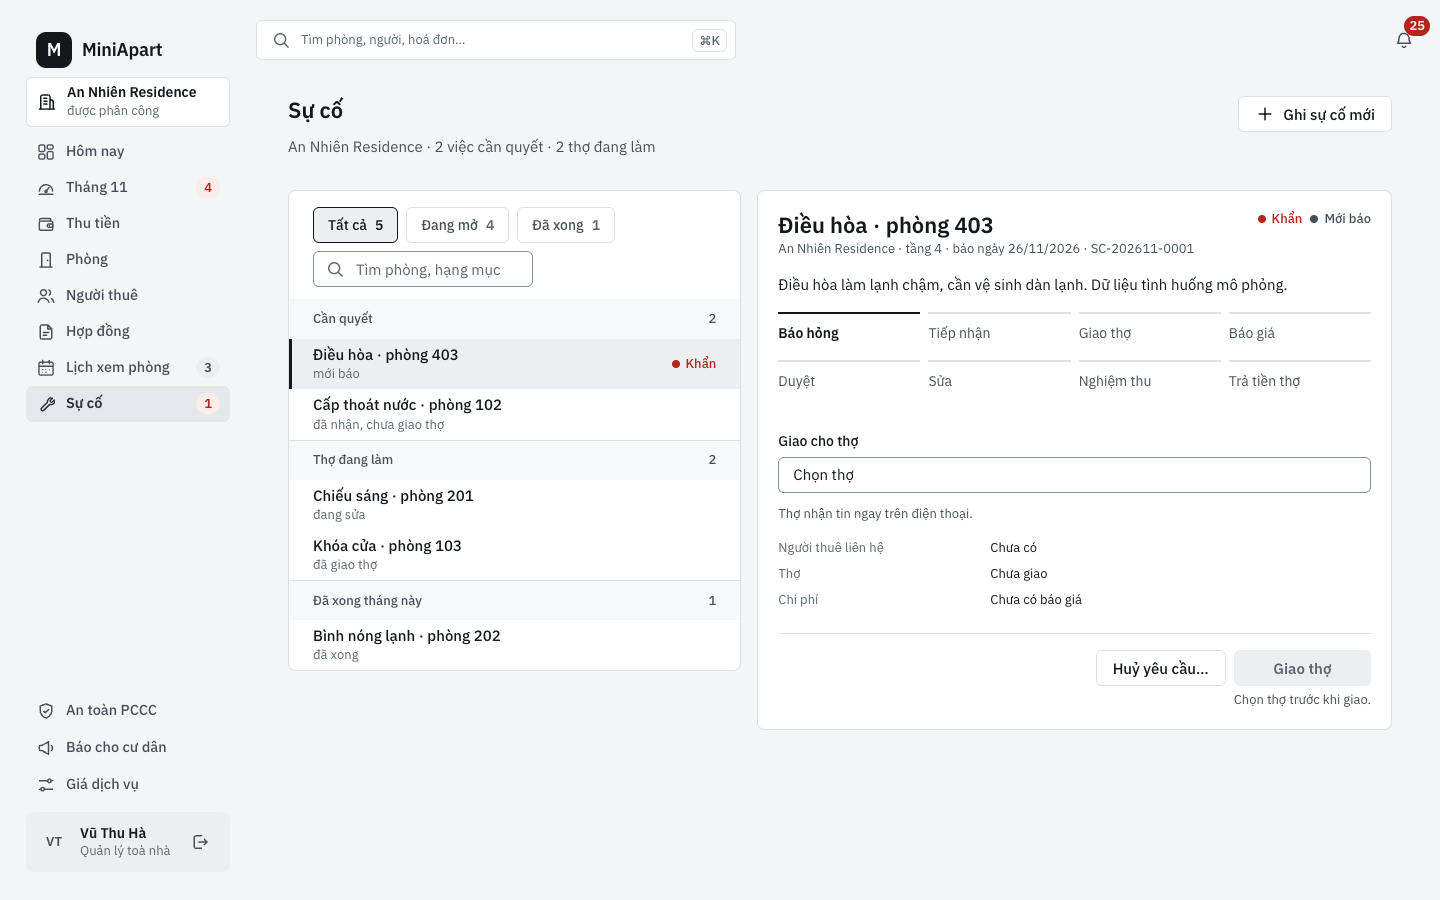 M MiniApart
An Nhiên Residence
được phân công
Hôm nay
Tháng 11 4
Thu tiền
Phòng
Người thuê
Hợp đồng
Lịch xem phòng 3
Sự cố 1
An toàn PCCC
Báo cho cư dân
Giá dịch vụ
VT
Vũ Thu Hà
Quản lý toà nhà
Tìm phòng, người, hoá đơn... ⌘K
25
Sự cố
An Nhiên Residence · 2 việc cần quyết · 2 thợ đang làm
Ghi sự cố mới
Tất cả 5 Đang mở 4 Đã xong 1
Tìm phòng, hạng mục
Cần quyết 2
Điều hòa · phòng 403
mới báo
Khẩn
Cấp thoát nước · phòng 102
đã nhận, chưa giao thợ
Thợ đang làm 2
Chiếu sáng · phòng 201
đang sửa
Khóa cửa · phòng 103
đã giao thợ
Đã xong tháng này 1
Bình nóng lạnh · phòng 202
đã xong
Điều hòa · phòng 403
Khẩn Mới báo
An Nhiên Residence · tầng 4 · báo ngày 26/11/2026 · SC-202611-0001
Điều hòa làm lạnh chậm, cần vệ sinh dàn lạnh. Dữ liệu tình huống mô phỏng.
Báo hỏng Tiếp nhận Giao thợ Báo giá
Duyệt Sửa Nghiệm thu Trả tiền thợ
Giao cho thợ
Chọn thợ
Thợ nhận tin ngay trên điện thoại.
Người thuê liên hệ Chưa có
Thợ Chưa giao
Chi phí Chưa có báo giá
Huỷ yêu cầu... Giao thợ
Chọn thợ trước khi giao.